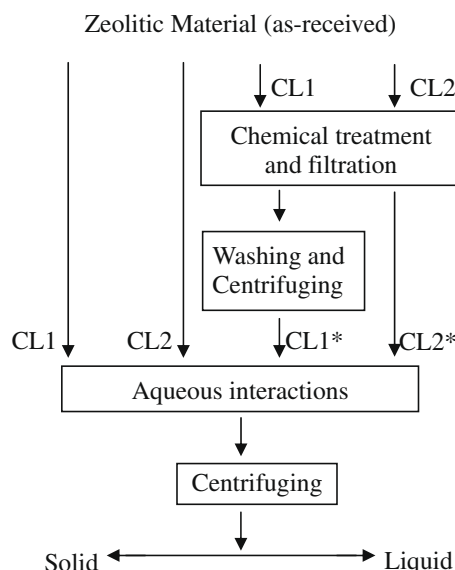 Zeolitic Material (as-received)
CL1 CL2
Chemical treatment
and filtration
Washing and
Centrifuging
CL1 CL2 CL1* CL2*
Aqueous interactions
Centrifuging
Solid Liquid